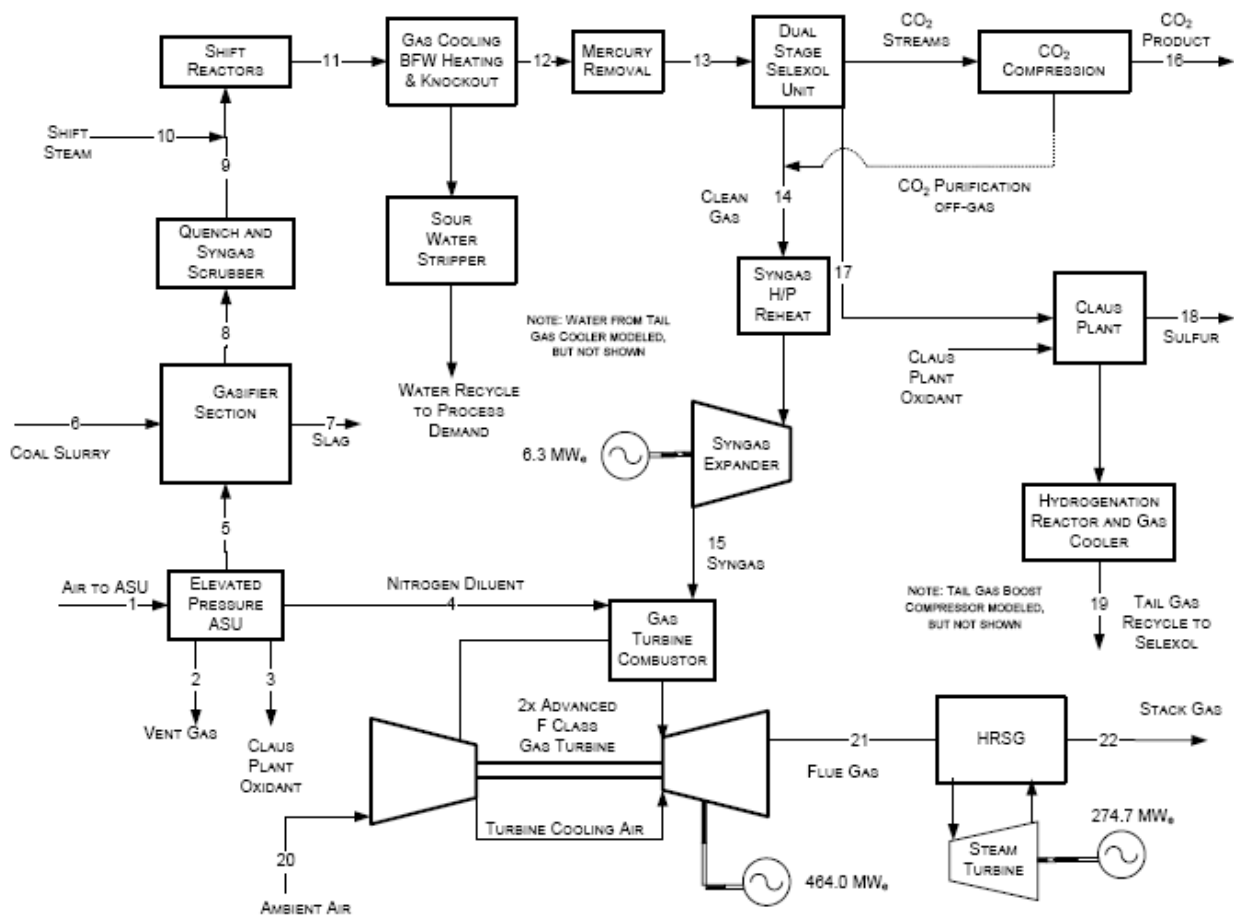 SHIFT
REACTORS
11
GAS COOLING
BFW HEATING
& KNOCKOUT
12
MERCURY
REMOVAL
13
DUAL
STAGE
SELEXOL
UNIT
CO2
STREAMS
CO2
COMPRESSION
CO2
PRODUCT
16
SHIFT
STEAM
10
9
CO2 PURIFICATION
OFF-GAS
CLEAN
GAS
14
QUENCH AND
SYNGAS
SCRUBBER
SOUR
WATER
STRIPPER
SYNGAS
H/P
REHEAT
17
CLAUS
PLANT
18
SULFUR
NOTE: WATER FROM TAIL
GAS COOLER MODELED,
BUT NOT SHOWN
CLAUS
PLANT
OXIDANT
8
GASIFIER
SECTION
6
COAL SLURRY
7
SLAG
WATER RECYCLE
TO PROCESS
DEMAND
6.3 MWe
SYNGAS
EXPANDER
HYDROGENATION
REACTOR AND GAS
COOLER
5
15
SYNGAS
AIR TO ASU
1
ELEVATED
PRESSURE
ASU
NITROGEN DILUENT
4
GAS
TURBINE
COMBUSTOR
NOTE: TAIL GAS BOOST
COMPRESSOR MODELED,
BUT NOT SHOWN
19
TAIL GAS
RECYCLE TO
SELEXOL
2
3
VENT GAS
CLAUS
PLANT
OXIDANT
2X ADVANCED
F CLASS
GAS TURBINE
21
FLUE GAS
HRSG
22
STACK GAS
TURBINE COOLING AIR
20
AMBIENT AIR
464.0 MWe
STEAM
TURBINE
274.7 MWe